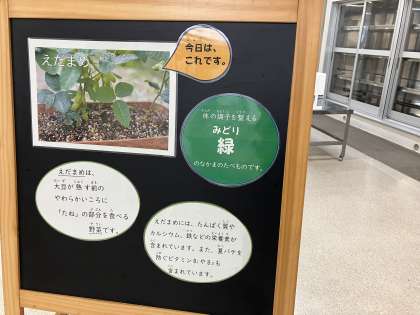 えだまめ
今日は、
これです。
体の調子を整える
みどり
緑
のなかまのたべものです。
えだまめは、
大豆が熟す前の
やわらかいころに
「たね」の部分を食べる
野菜です。
えだまめには、たんぱく質や
カルシウム、鉄などの栄養素が
含まれています。また、夏バテを
防ぐビタミンB₁やB₂も
含まれています。